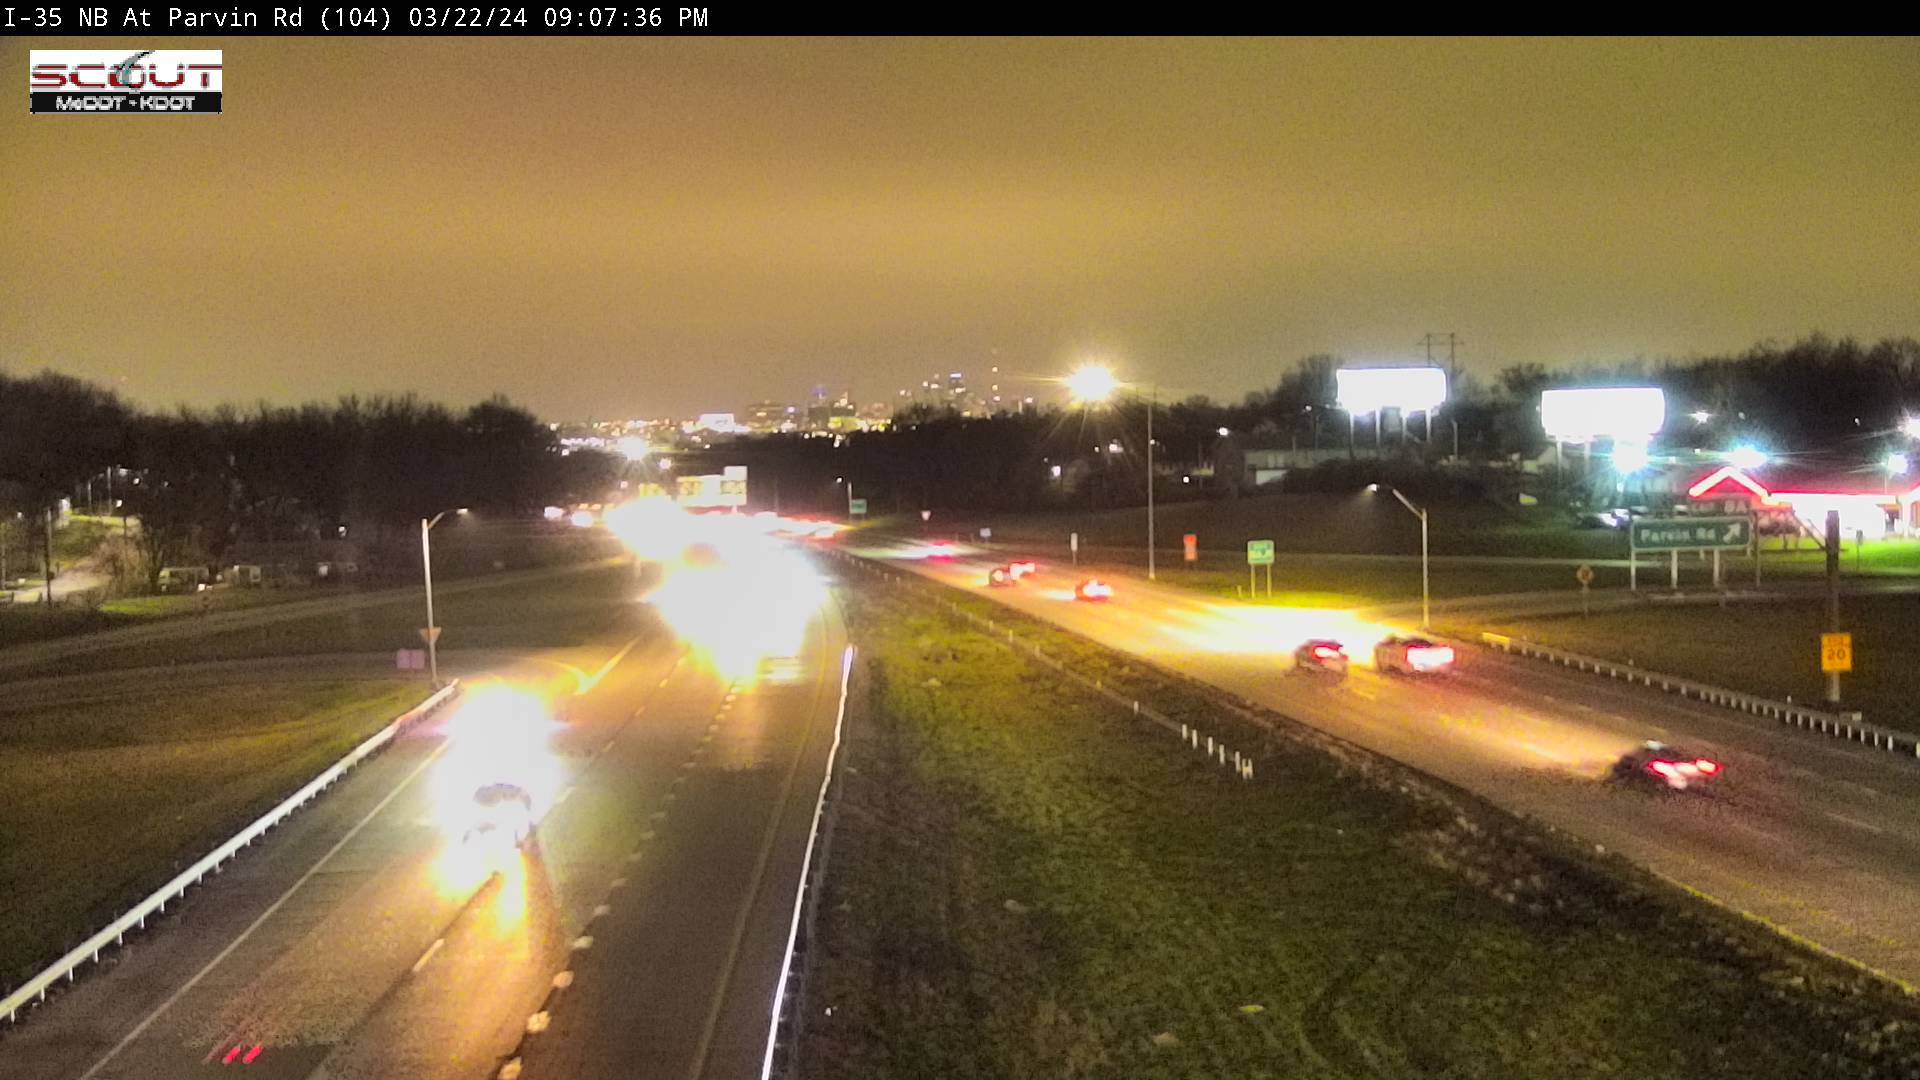 I-35 NB At Parvin Rd (104) 03/22/24 09:07:36 PM
SCOUT
MoDOT - KDOT
Parvin Rd
20